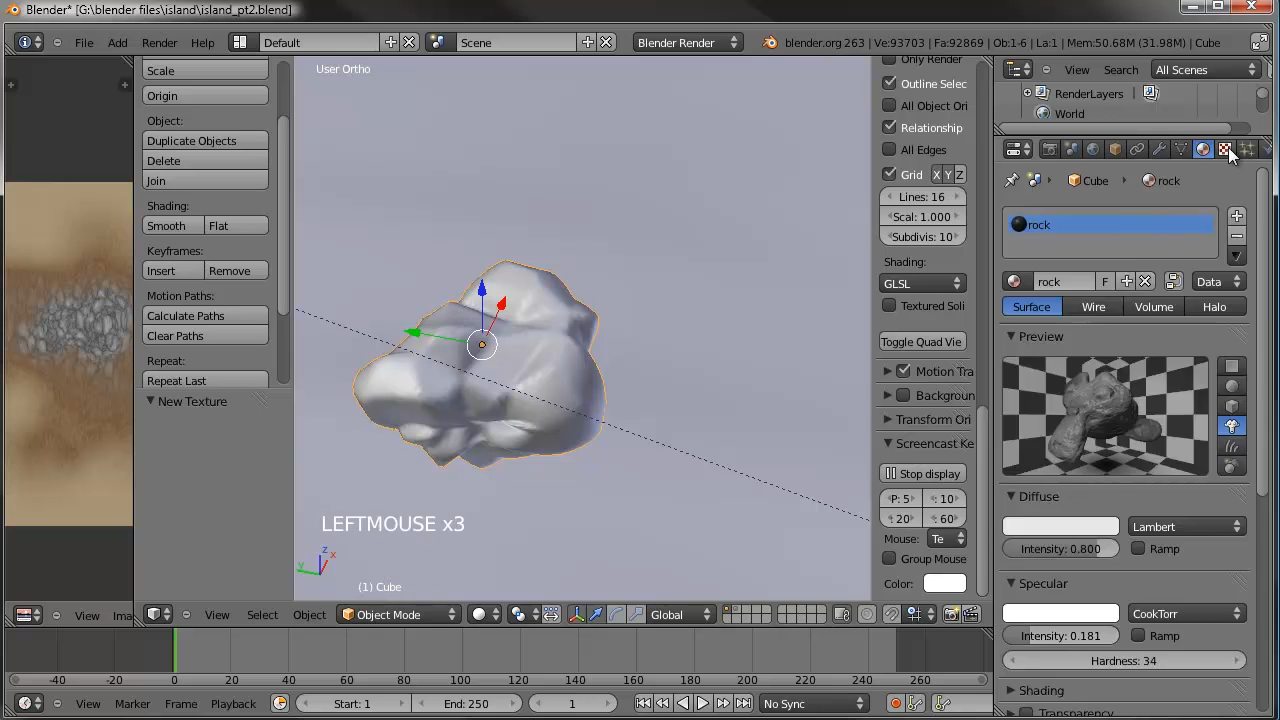 Blender* [G:\blender files\island\island_pt2.blend]
File Add Render Help Default Scene Blender Render blender.org 263 | Ve:93703 | Fa:92869 | Ob:1-6 | La:1 | Mem:50.68M (31.98M) | Cube
Scale
Origin
Object:
Duplicate Objects
Delete
Join
Shading:
Smooth Flat
Keyframes:
Insert Remove
Motion Paths:
Calculate Paths
Clear Paths
Repeat:
Repeat Last
New Texture
User Ortho
LEFTMOUSE x3
z
x
y
(1) Cube
Only Render
Outline Selec
All Object Ori
Relationship
All Edges
Grid X Y Z
Lines: 16
Scal: 1.000
Subdivis: 10
Shading:
GLSL
Textured Soli
Toggle Quad Vie
Motion Tra
Backgroun
Transform Ori
Screencast Ke
Stop display
P: 5 : 10
: 20 : 60
Mouse: Te
Group Mouse
Color:
View Search All Scenes
RenderLayers |
World
Cube rock
rock
rock F Data
Surface Wire Volume Halo
Preview
Diffuse
Lambert
Intensity: 0.800 Ramp
Specular
CookTorr
Intensity: 0.181 Ramp
Hardness: 34
Shading
Transparency
View Ima
View Select Object Object Mode Global
-40 -20 0 20 40 60 80 100 120 140 160 180 200 220 240 260
View Marker Frame Playback Start: 1 End: 250 1 No Sync